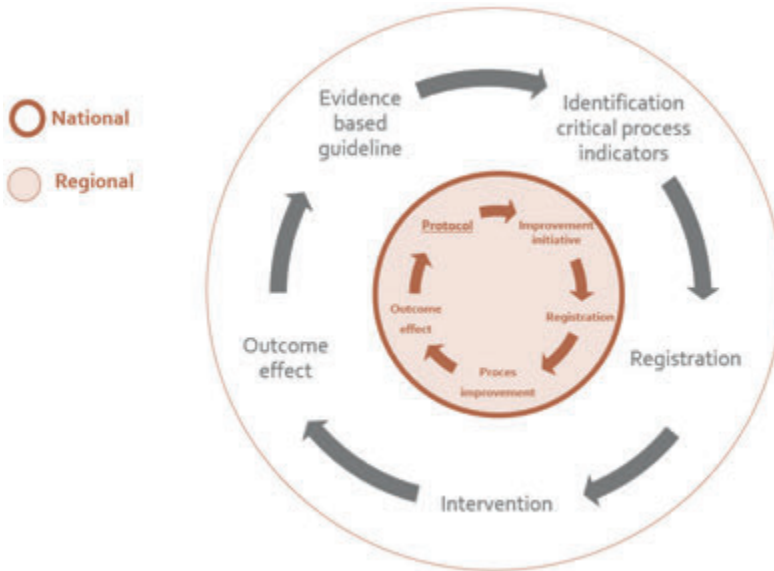 National
Regional
Evidence
based
guideline
Identification
critical process
indicators
Registration
Intervention
Outcome
effect
Protocol
Improvement
initiative
Registration
Proces
improvement
Outcome
effect